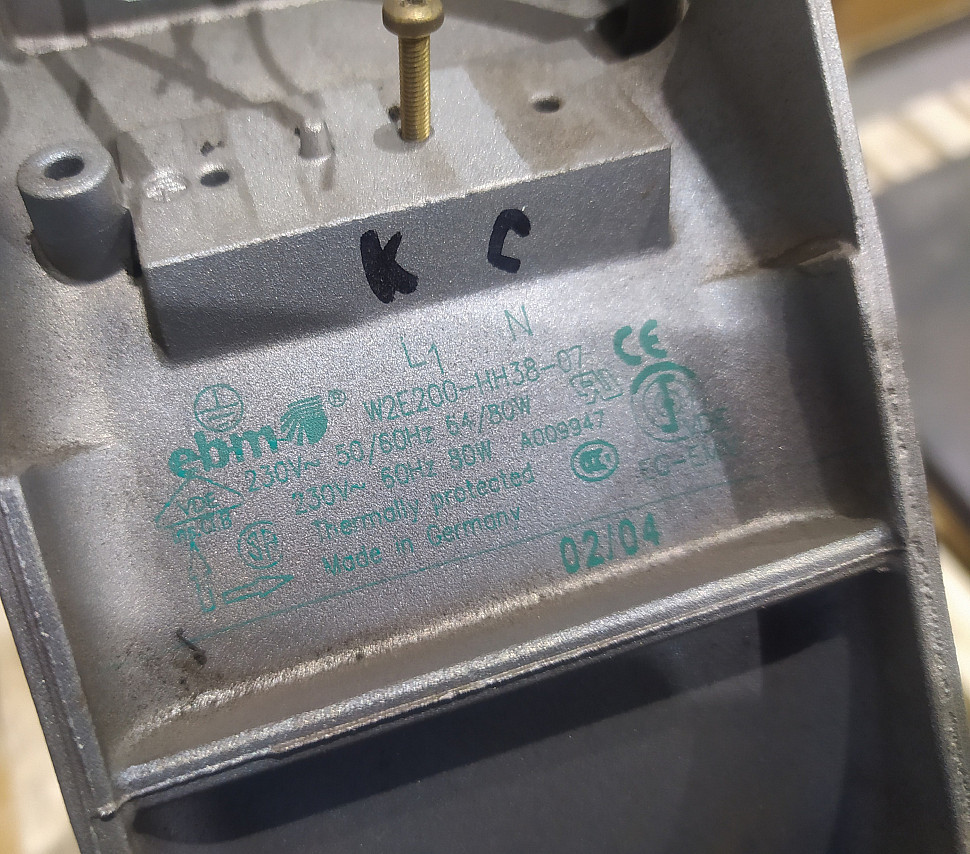 K C
L1 N
CE
ebm® W2E200-HH38-07
230V~ 50/60Hz 64/80W
230V~ 60Hz 80W A009947
VDE
Thermally protected
Made in Germany
02/04